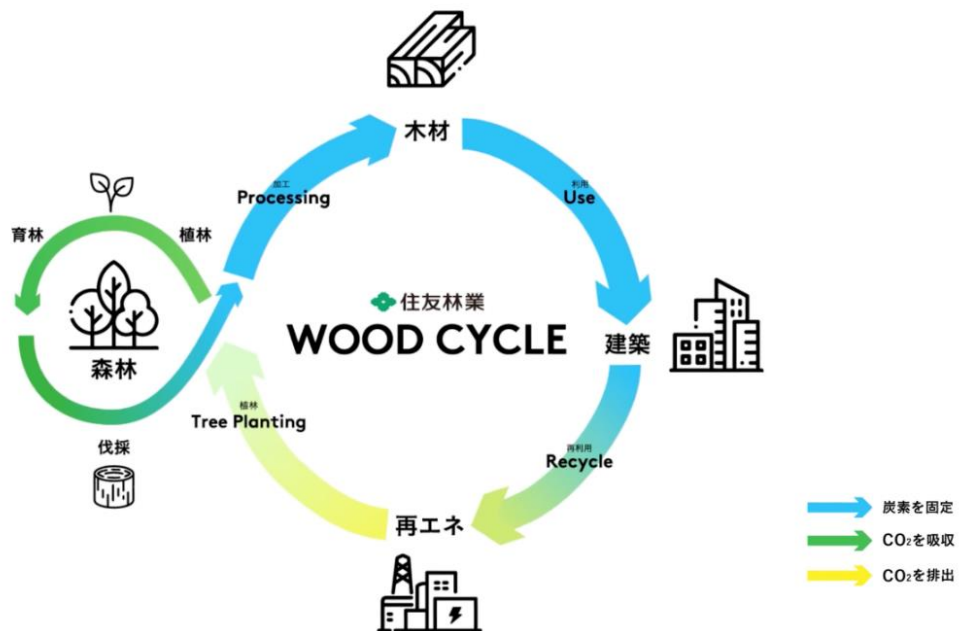 木材
加工
Processing
利用
Use
育林
植林
森林
伐採
住友林業
WOOD CYCLE
建築
植林
Tree Planting
再利用
Recycle
再エネ
炭素を固定
CO₂を吸収
CO₂を排出